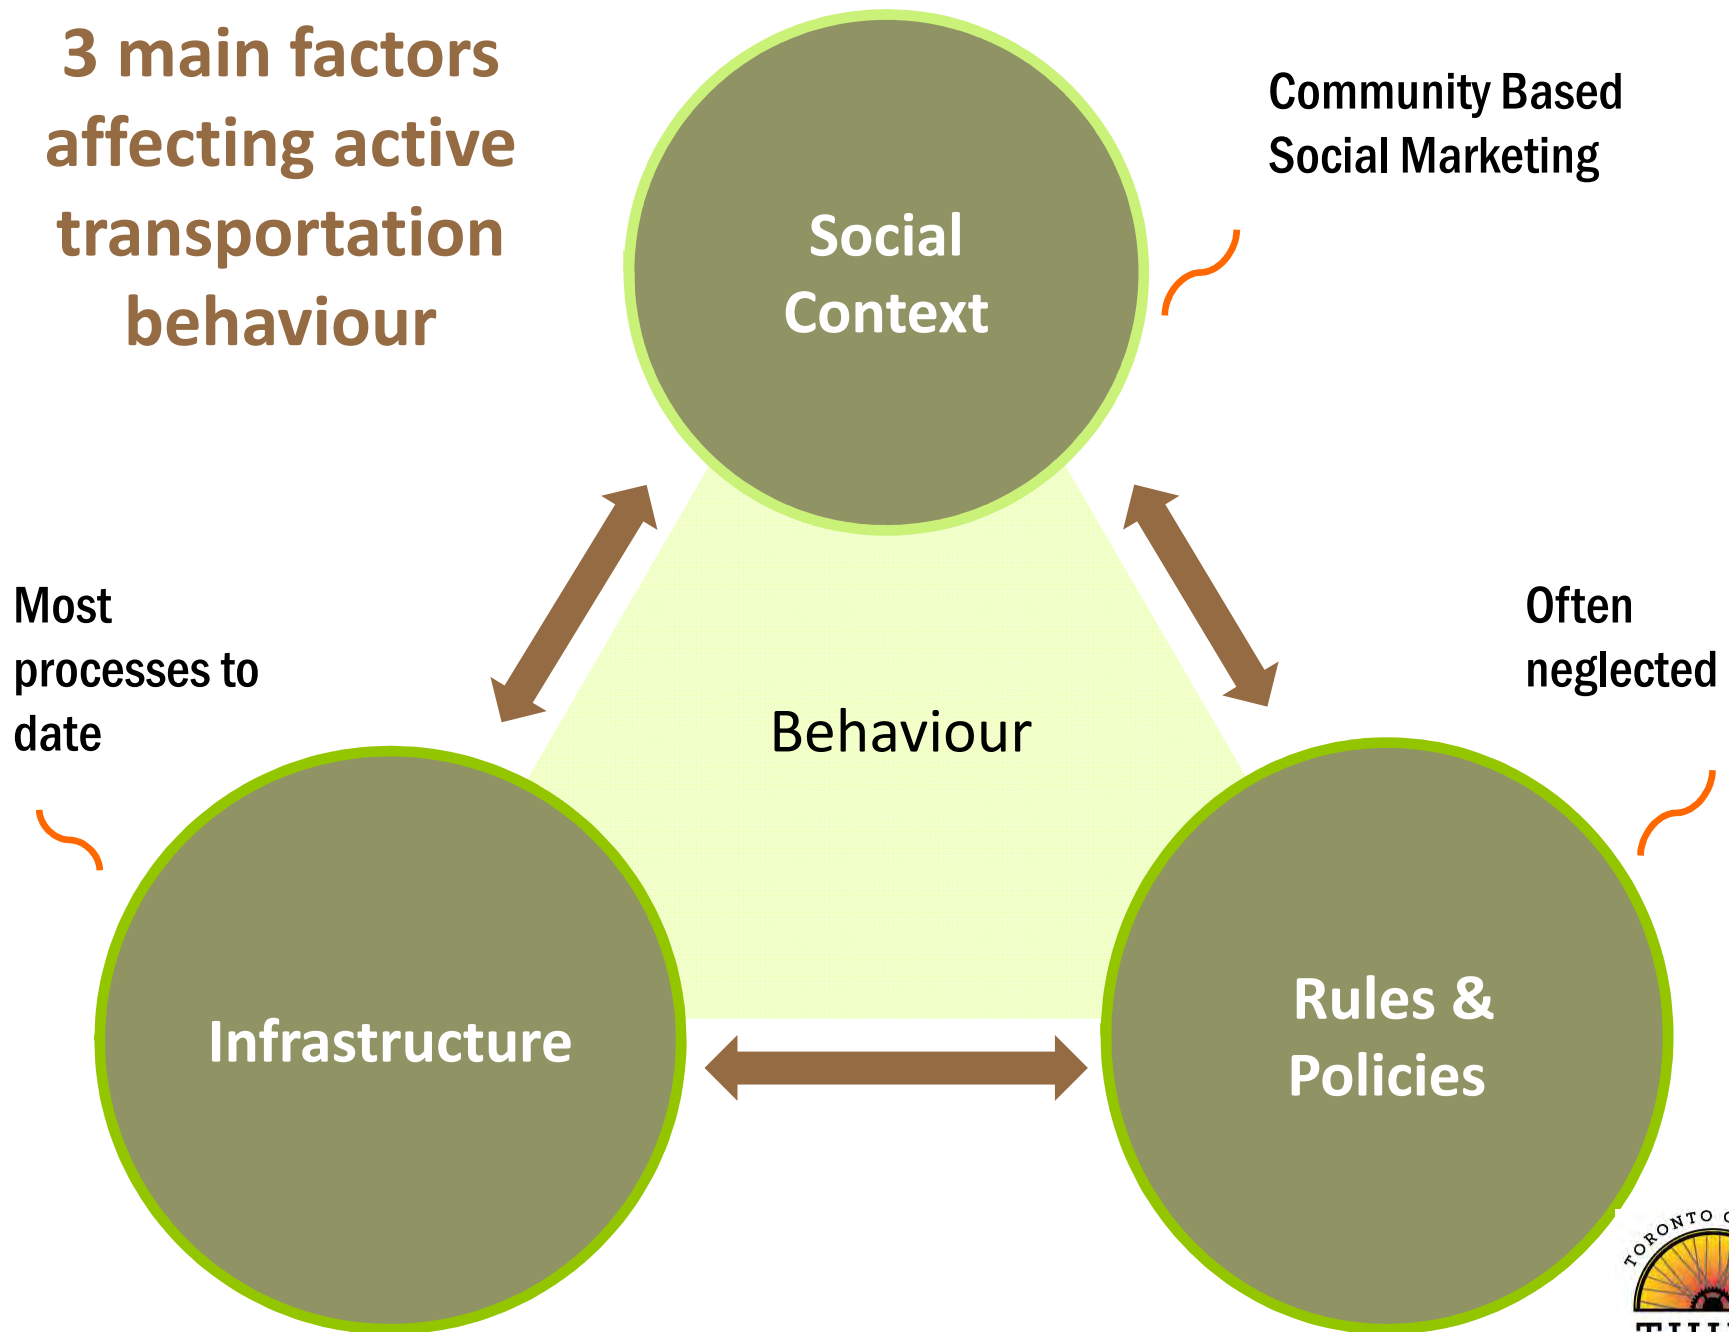 3 main factors
affecting active
transportation
behaviour
Community Based
Social Marketing
Social
Context
Most
processes to
date
Often
neglected
Behaviour
Infrastructure
Rules &
Policies
TORONTO